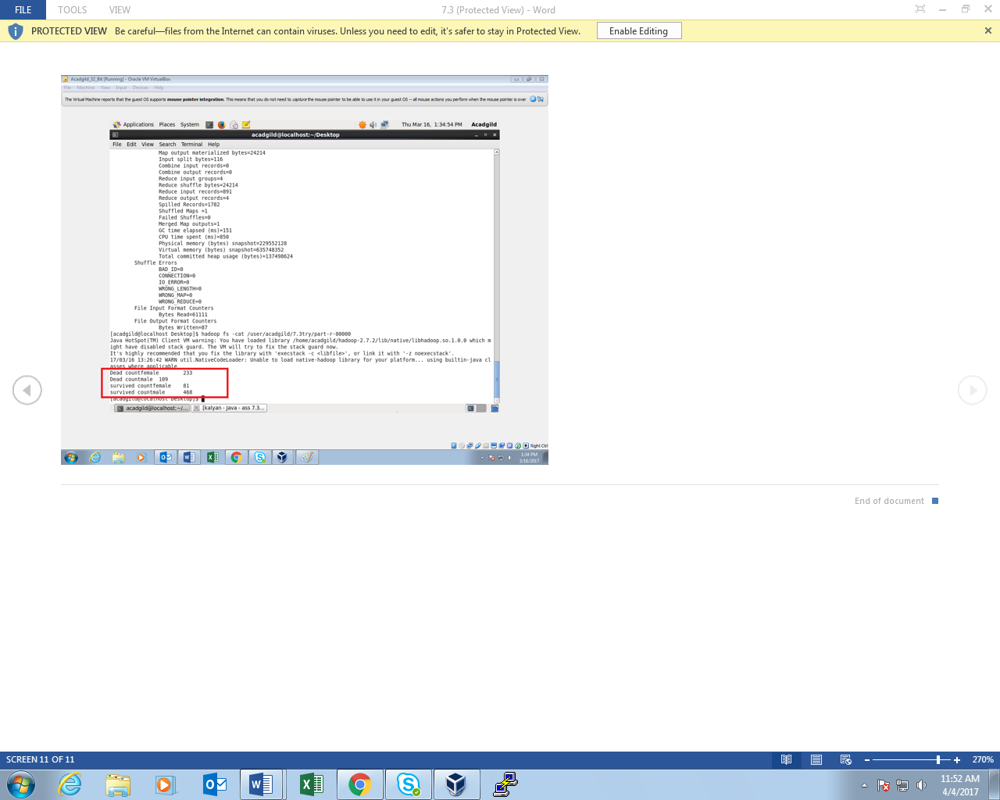 FILE TOOLS VIEW 7.3 (Protected View) - Word
PROTECTED VIEW Be careful—files from the Internet can contain viruses. Unless you need to edit, it's safer to stay in Protected View. Enable Editing
Acadgild_32_Bit [Running] - Oracle VM VirtualBox
File Machine View Input Devices Help
The Virtual Machine reports that the guest OS supports mouse pointer integration. This means that you do not need to capture the mouse pointer to be able to use it in your guest OS -- all mouse actions you perform when the mouse pointer is over
Applications Places System Thu Mar 16, 1:34:54 PM Acadgild
acadgild@localhost:~/Desktop
File Edit View Search Terminal Help
Map output materialized bytes=24214
Input split bytes=116
Combine input records=0
Combine output records=0
Reduce input groups=4
Reduce shuffle bytes=24214
Reduce input records=891
Reduce output records=4
Spilled Records=1782
Shuffled Maps =1
Failed Shuffles=0
Merged Map outputs=1
GC time elapsed (ms)=151
CPU time spent (ms)=850
Physical memory (bytes) snapshot=229552128
Virtual memory (bytes) snapshot=635748352
Total committed heap usage (bytes)=137498624
Shuffle Errors
BAD_ID=0
CONNECTION=0
IO_ERROR=0
WRONG_LENGTH=0
WRONG_MAP=0
WRONG_REDUCE=0
File Input Format Counters
Bytes Read=61111
File Output Format Counters
Bytes Written=87
[acadgild@localhost Desktop]$ hadoop fs -cat /user/acadgild/7.3try/part-r-00000
Java HotSpot(TM) Client VM warning: You have loaded library /home/acadgild/hadoop-2.7.2/lib/native/libhadoop.so.1.0.0 which m
ight have disabled stack guard. The VM will try to fix the stack guard now.
It's highly recommended that you fix the library with 'execstack -c <libfile>', or link it with '-z noexecstack'.
17/03/16 13:26:42 WARN util.NativeCodeLoader: Unable to load native-hadoop library for your platform... using builtin-java cl
asses where applicable
Dead countfemale 233
Dead countmale 109
survived countfemale 81
survived countmale 468
[acadgild@localhost Desktop]$
acadgild@localhost:~/... [kalyan - Java - ass 7.3...
Right Ctrl
1:34 PM
3/16/2017
End of document
SCREEN 11 OF 11 270%
11:52 AM
4/4/2017